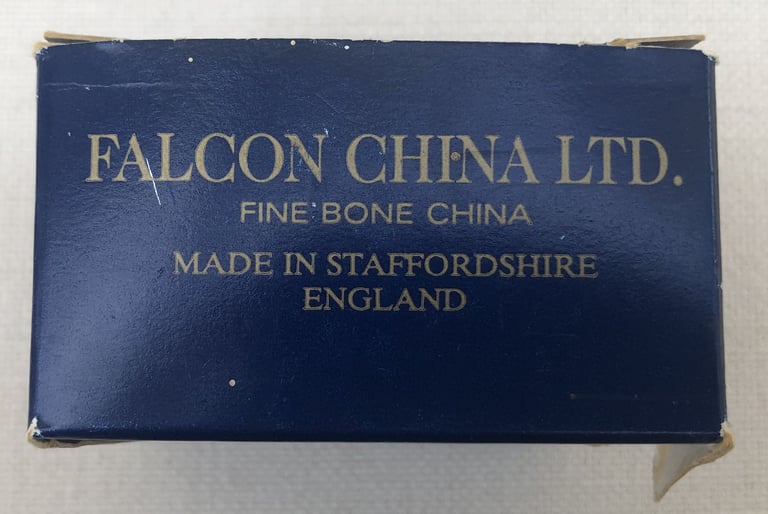 FALCON CHINA LTD.
FINE BONE CHINA
MADE IN STAFFORDSHIRE
ENGLAND